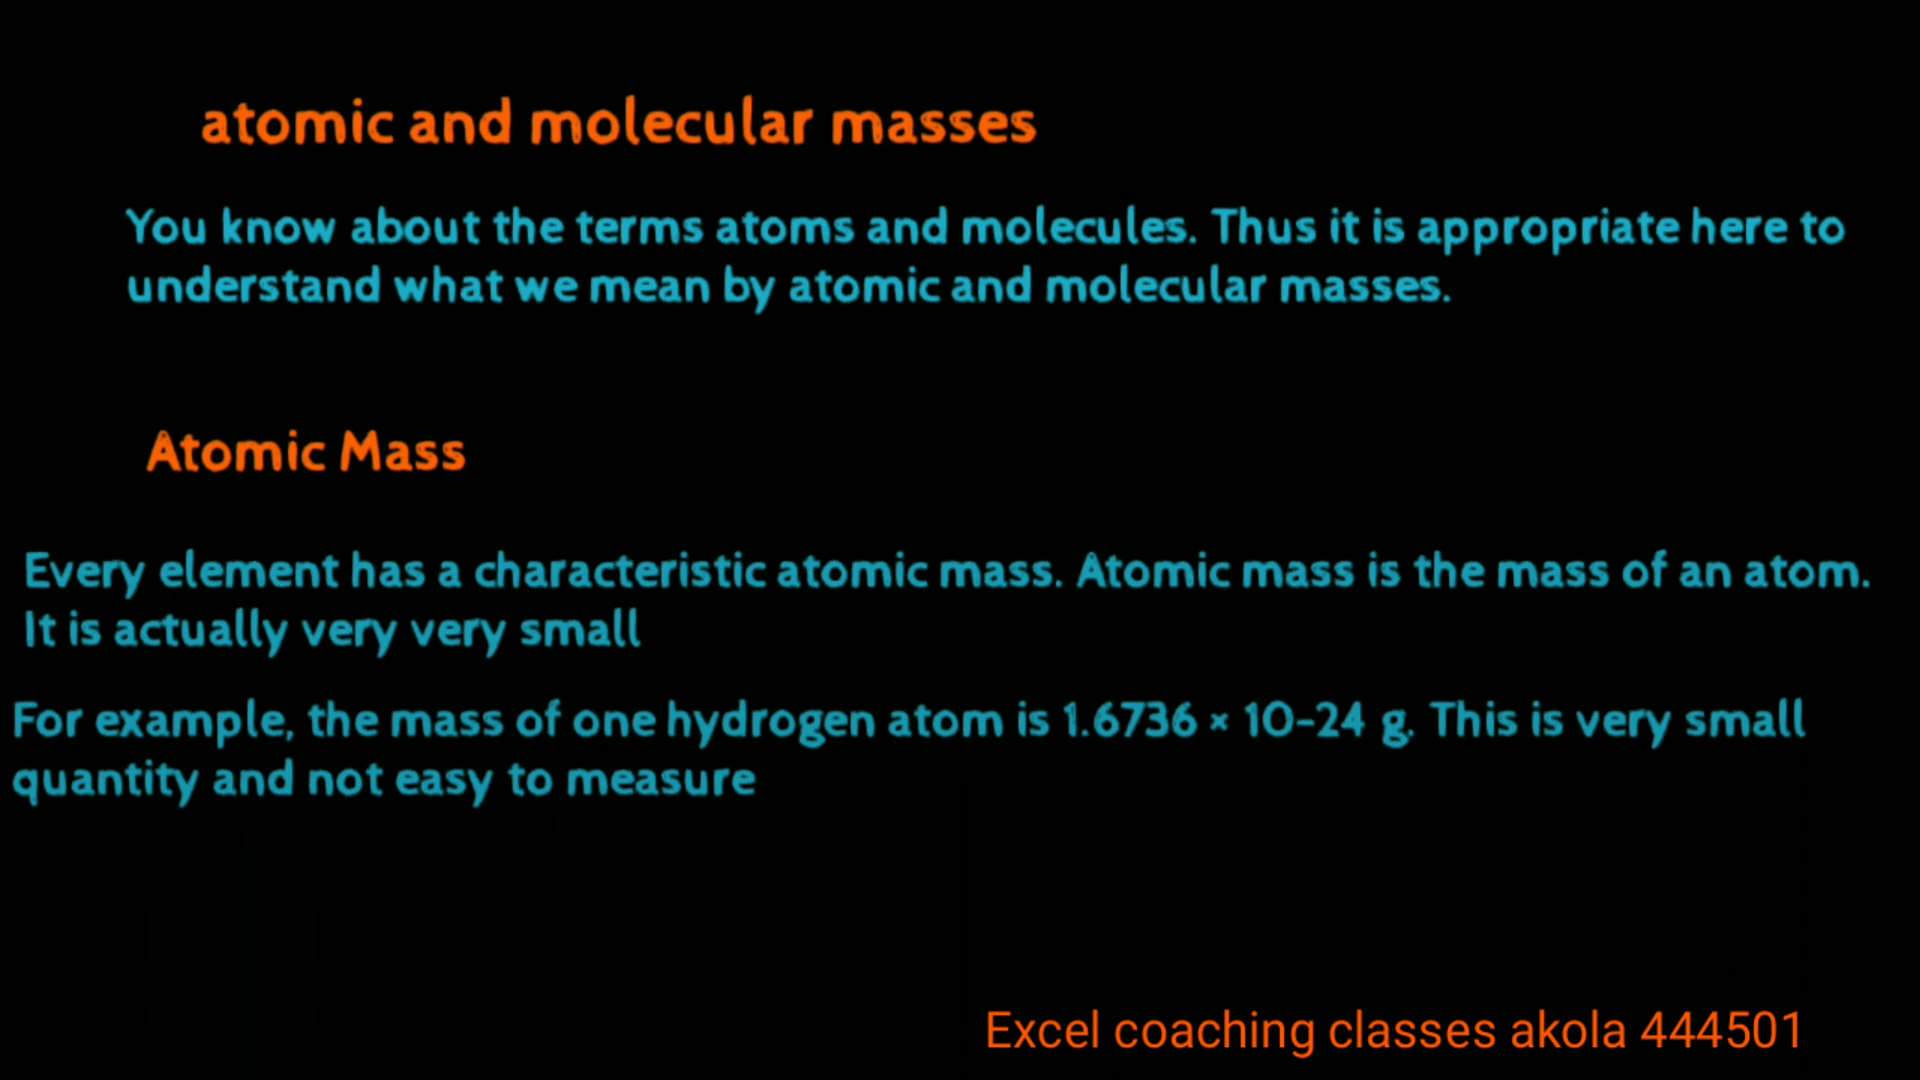 atomic and molecular masses
You know about the terms atoms and molecules. Thus it is appropriate here to
understand what we mean by atomic and molecular masses.
Atomic Mass
Every element has a characteristic atomic mass. Atomic mass is the mass of an atom.
It is actually very very small
For example, the mass of one hydrogen atom is 1.6736 × 10-24 g. This is very small
quantity and not easy to measure
Excel coaching classes akola 444501